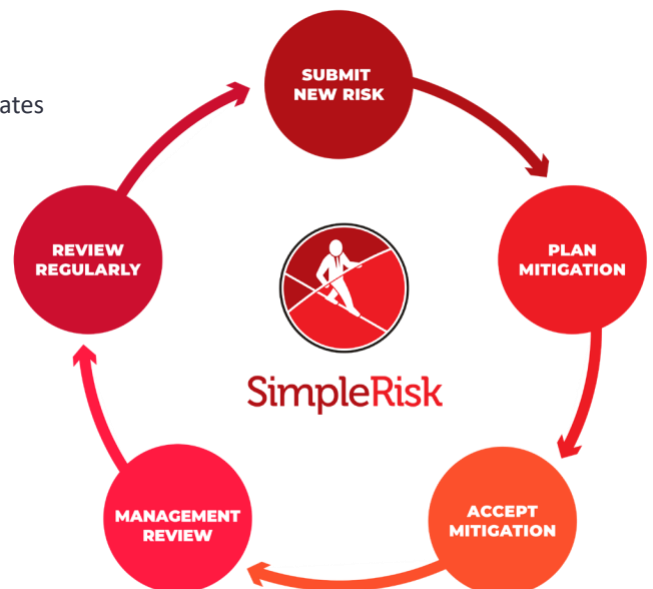 SUBMIT
NEW RISK
ates
REVIEW
REGULARLY
PLAN
MITIGATION
SimpleRisk
MANAGEMENT
REVIEW
ACCEPT
MITIGATION